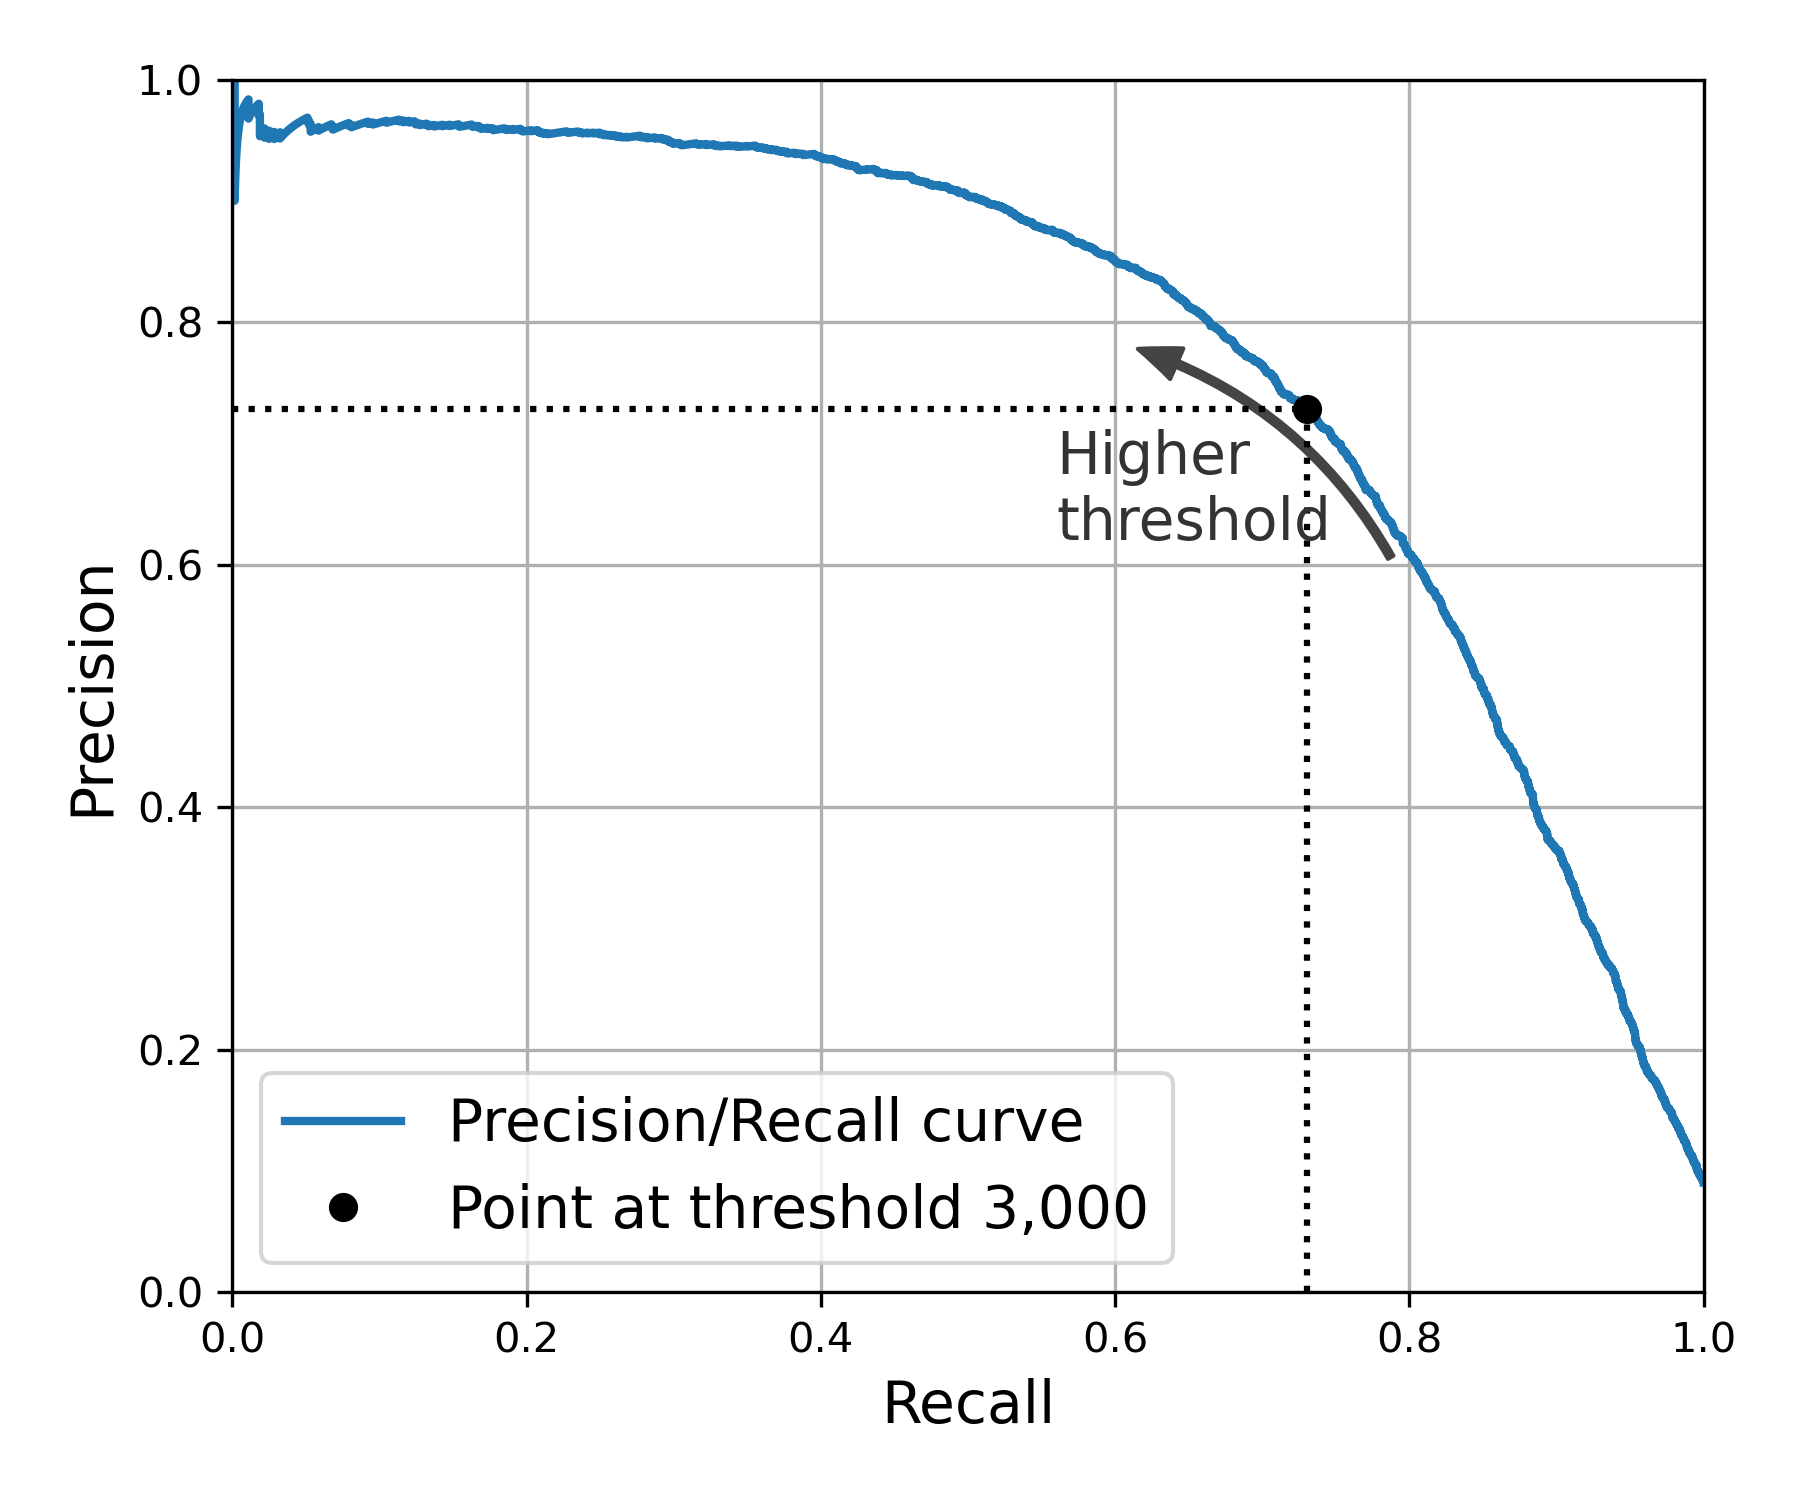 1.0
0.8
0.6
0.4
0.2
0.0
Precision
Higher
threshold
Precision/Recall curve
Point at threshold 3,000
0.0 0.2 0.4 0.6 0.8 1.0
Recall